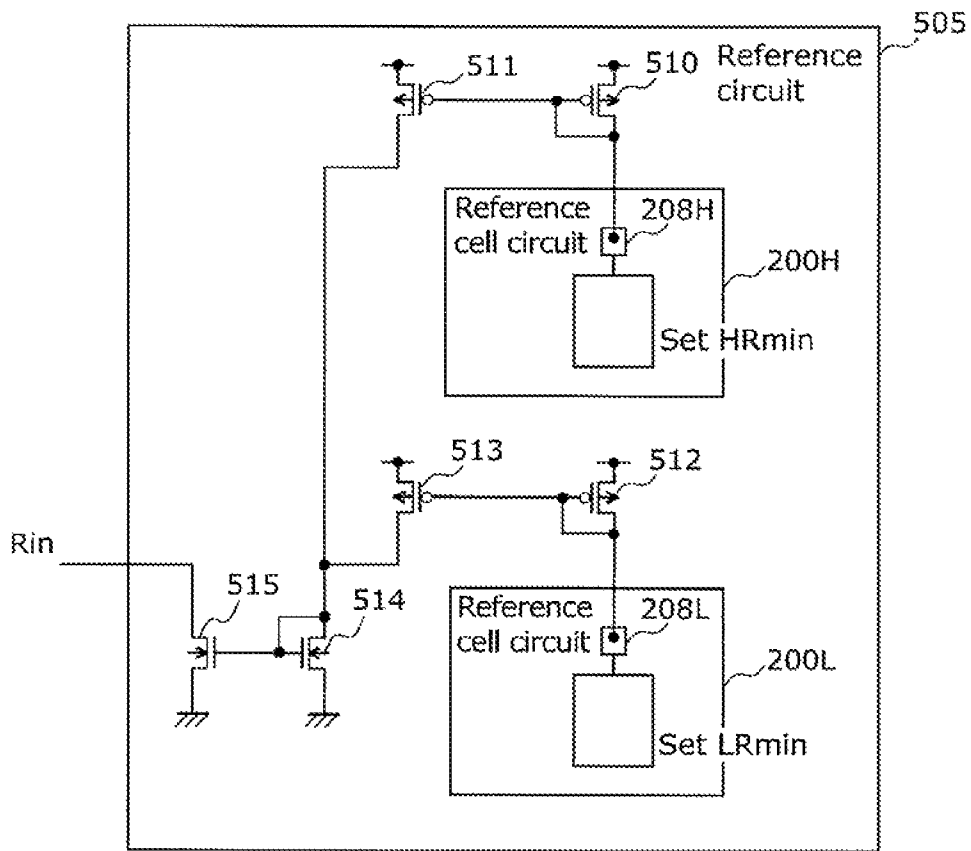 505
Reference
circuit
511
510
Reference
cell circuit
208H
200H
Set HRmin
513
512
Rin
515
514
Reference
cell circuit
208L
200L
Set LRmin